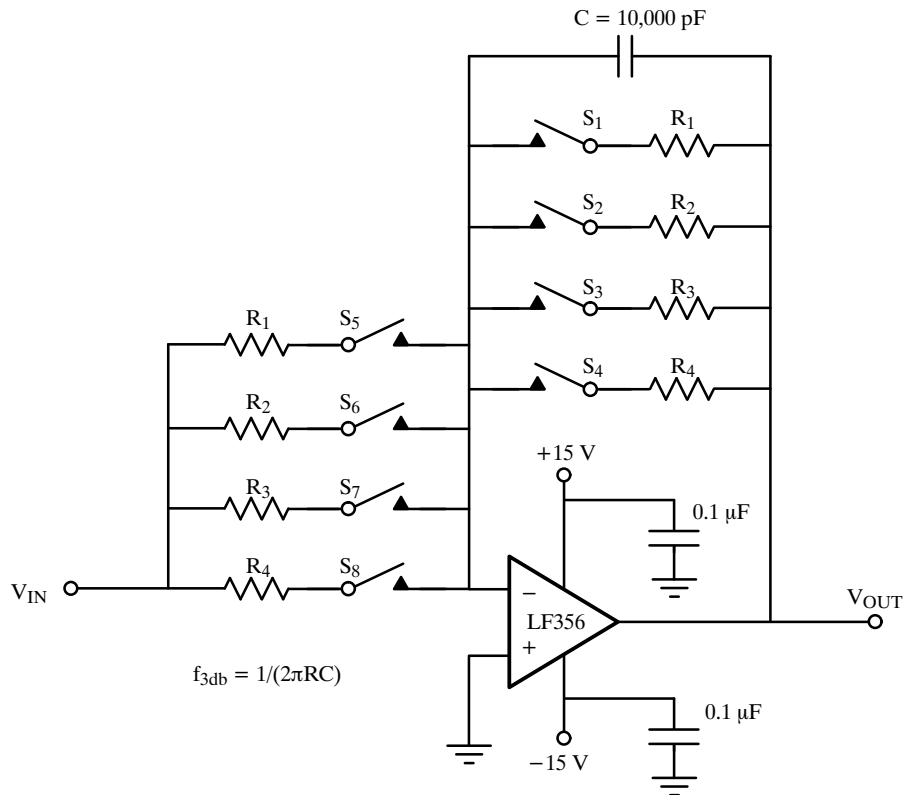 C = 10,000 pF
S1 R1
S2 R2
S3 R3
S4 R4
R1 S5
R2 S6
R3 S7
R4 S8
+15 V
0.1 µF
VIN
−
LF356
+
VOUT
f3db = 1/(2πRC)
0.1 µF
−15 V